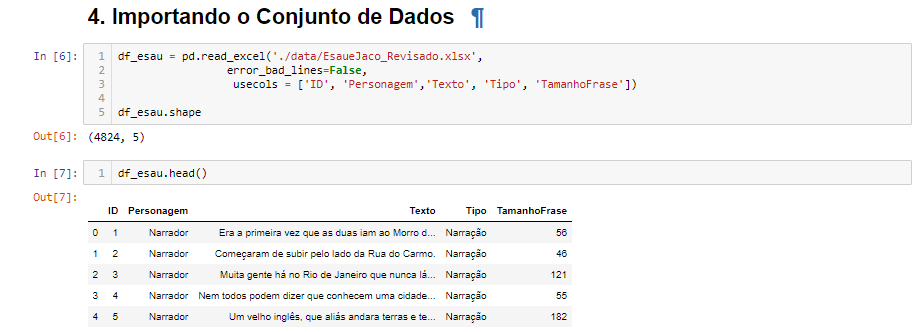 4. Importando o Conjunto de Dados ¶
In [6]: 1 df_esau = pd.read_excel('./data/EsaueJaco_Revisado.xlsx',
2 error_bad_lines=False,
3 usecols = ['ID', 'Personagem','Texto', 'Tipo', 'TamanhoFrase'])
4
5 df_esau.shape
Out[6]: (4824, 5)
In [7]: 1 df_esau.head()
Out[7]:
ID Personagem Texto Tipo TamanhoFrase
0 1 Narrador Era a primeira vez que as duas iam ao Morro d... Narração 56
1 2 Narrador Começaram de subir pelo lado da Rua do Carmo. Narração 46
2 3 Narrador Muita gente há no Rio de Janeiro que nunca lá... Narração 121
3 4 Narrador Nem todos podem dizer que conhecem uma cidade... Narração 55
4 5 Narrador Um velho inglês, que aliás andara terras e te... Narração 182